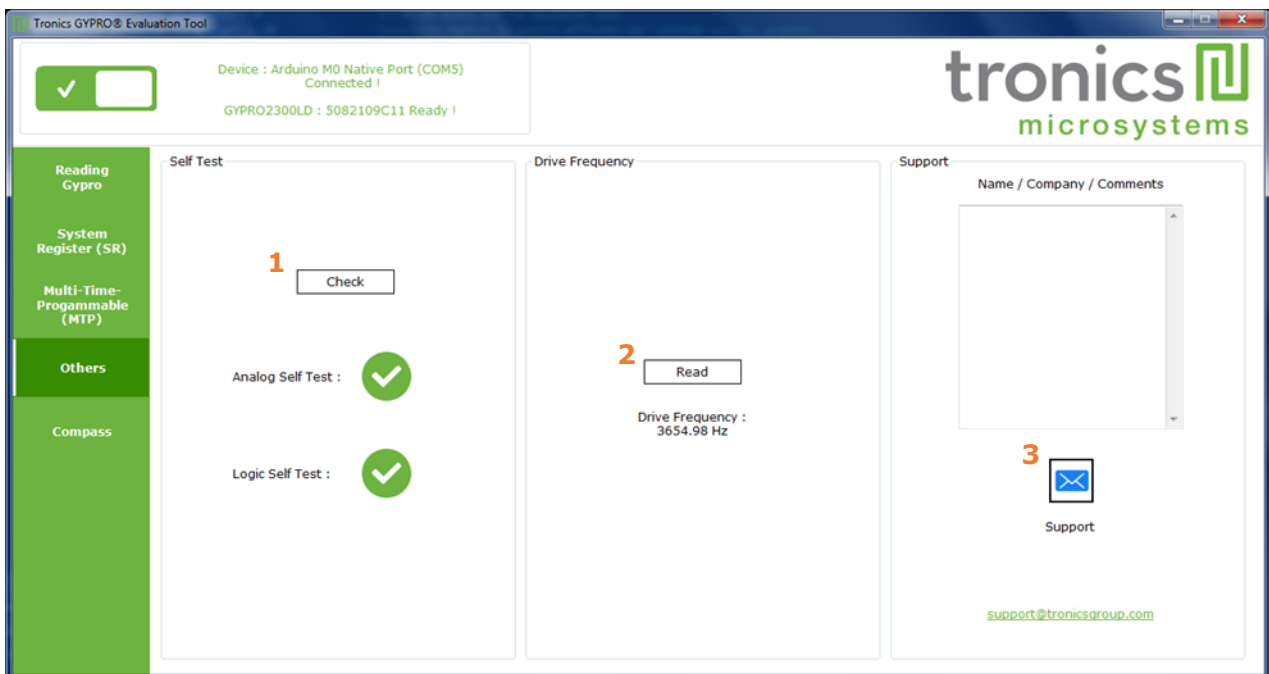 Tronics GYPRO® Evaluation Tool
Device : Arduino M0 Native Port (COM5)
Connected !
GYPRO2300LD : 5082109C11 Ready !
tronics
microsystems
Reading
Gypro
System
Register (SR)
Multi-Time-
Progammable
(MTP)
Others
Compass
Self Test
1
Check
Analog Self Test :
Logic Self Test :
Drive Frequency
2
Read
Drive Frequency :
3654.98 Hz
Support
Name / Company / Comments
3
Support
support@tronicsgroup.com